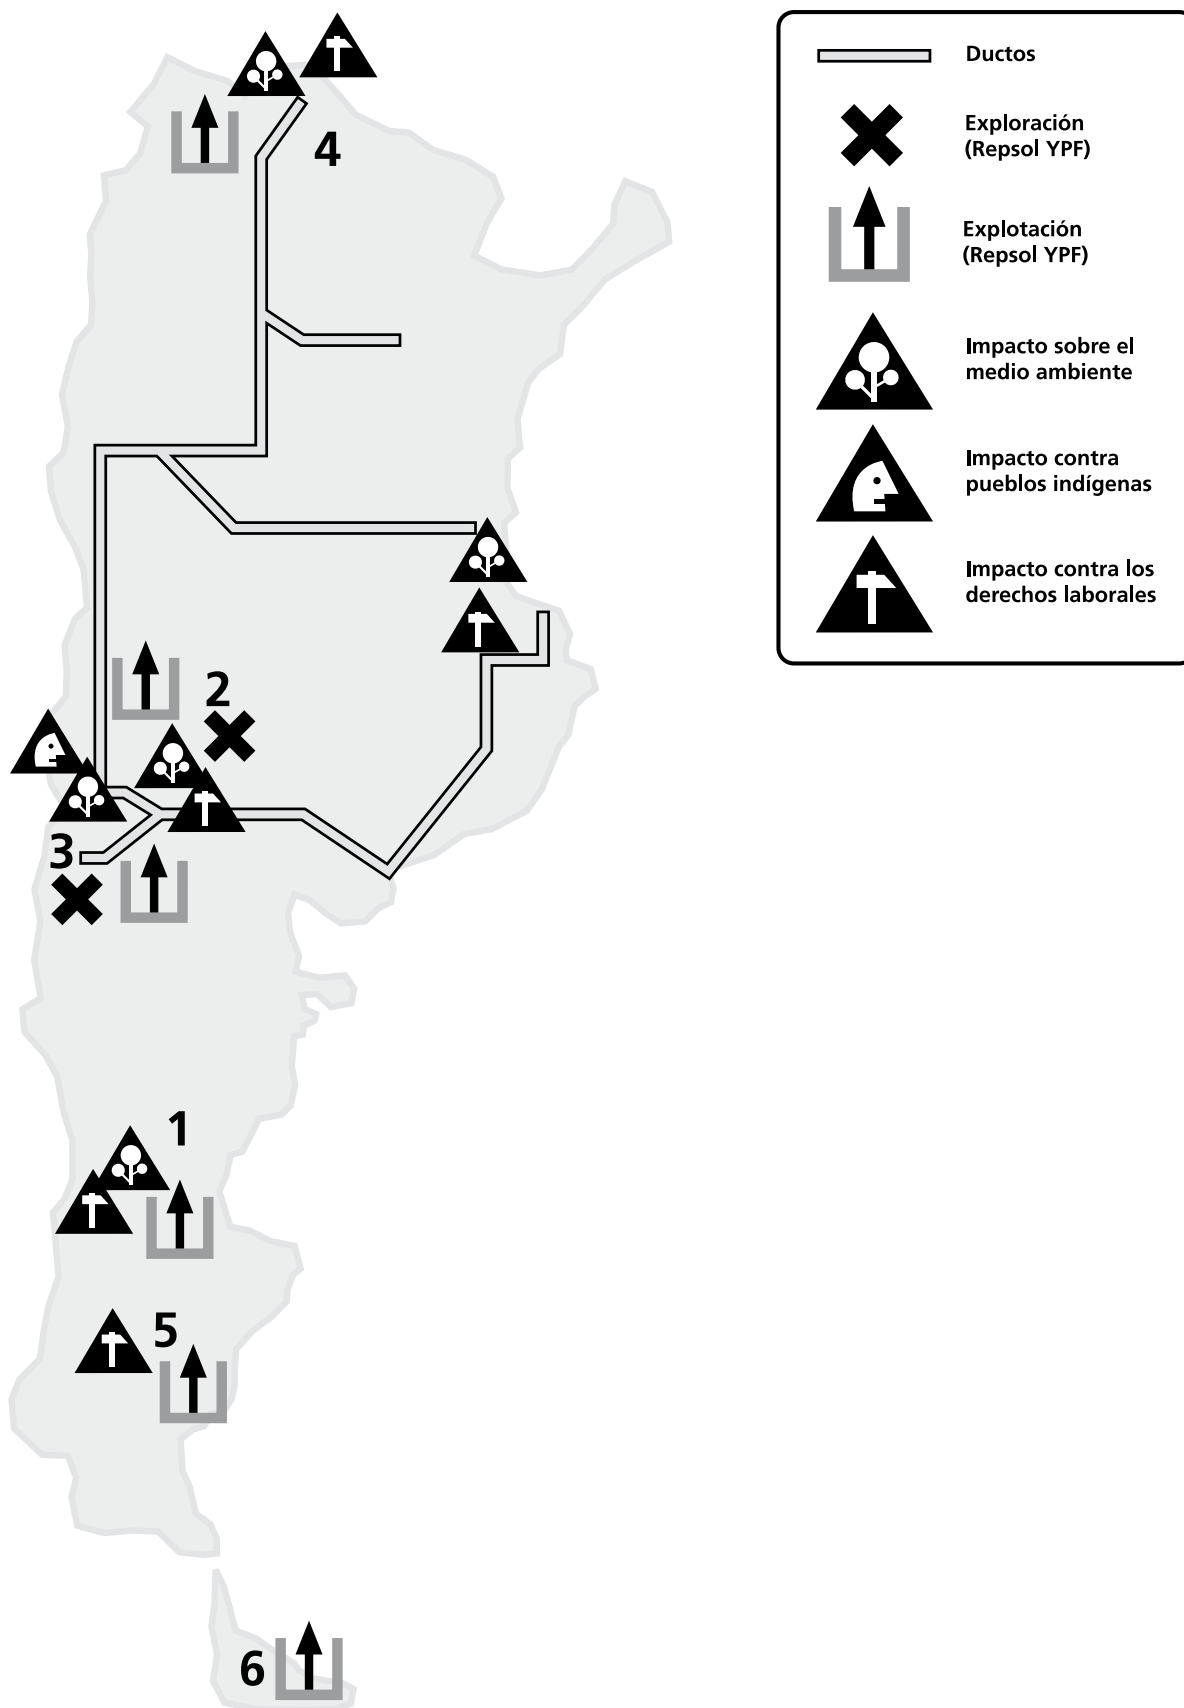 Ductos
Exploración
(Repsol YPF)
Explotación
(Repsol YPF)
Impacto sobre el
medio ambiente
Impacto contra
pueblos indígenas
Impacto contra los
derechos laborales
4
2
3
1
5
6